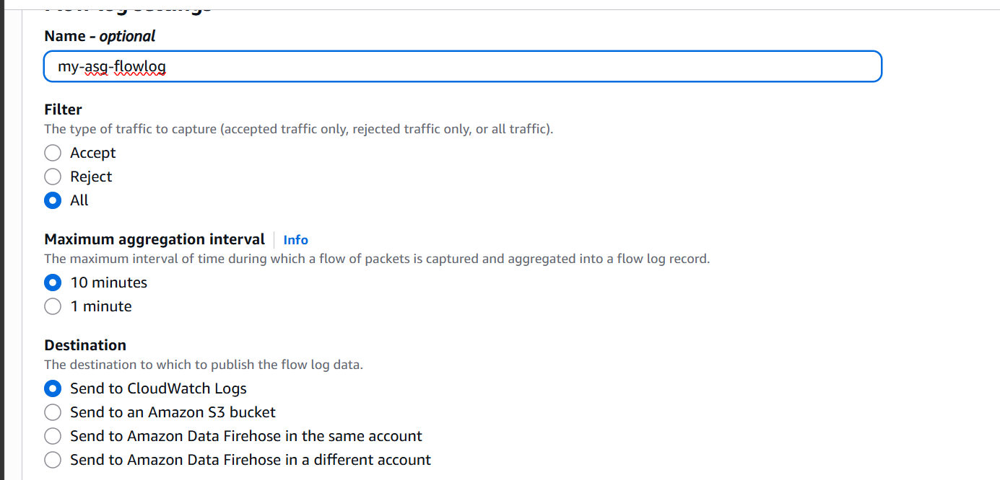 Flow log settings
Name - optional
my-asg-flowlog
Filter
The type of traffic to capture (accepted traffic only, rejected traffic only, or all traffic).
Accept
Reject
All
Maximum aggregation interval Info
The maximum interval of time during which a flow of packets is captured and aggregated into a flow log record.
10 minutes
1 minute
Destination
The destination to which to publish the flow log data.
Send to CloudWatch Logs
Send to an Amazon S3 bucket
Send to Amazon Data Firehose in the same account
Send to Amazon Data Firehose in a different account